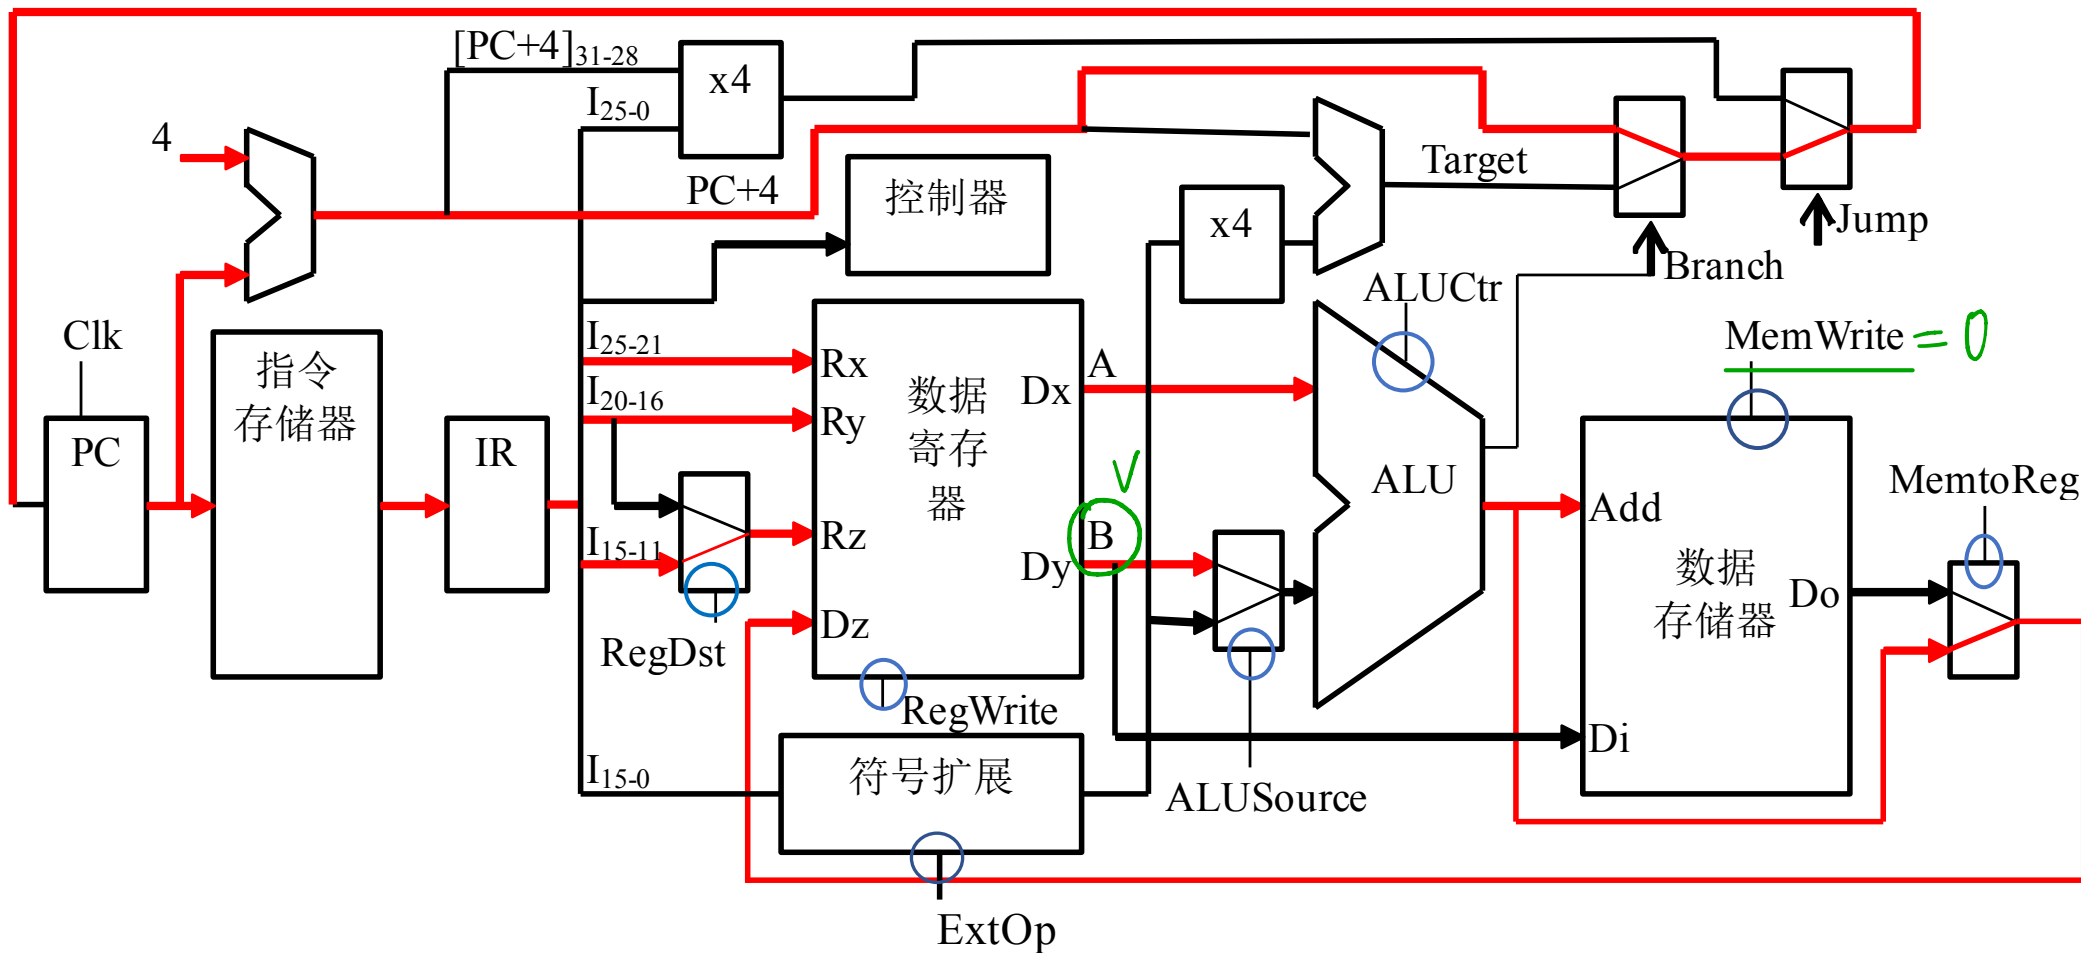 [PC+4]31-28
x4
I25-0
4
PC+4
控制器
Target
x4
Jump
Branch
ALUCtr
Clk
指令
存储器
I25-21
Rx
A
Dx
数据
寄存
器
MemWrite = 0
I20-16
Ry
PC
IR
ALU
MemtoReg
V
B
Add
Rz
I15-11
Dy
数据
存储器
Do
Dz
RegDst
RegWrite
Di
I15-0
符号扩展
ALUSource
ExtOp